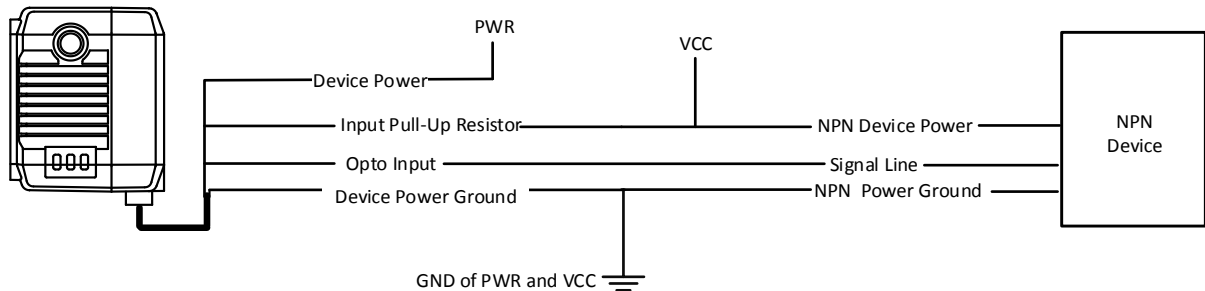 PWR
VCC
Device Power
Input Pull-Up Resistor
NPN Device Power
NPN
Device
Opto Input
Signal Line
Device Power Ground
NPN Power Ground
GND of PWR and VCC